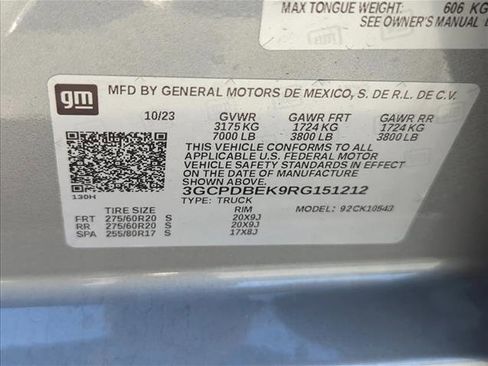 MAX TONGUE WEIGHT: 606 KG
SEE OWNER'S MANUAL
gm MFD BY GENERAL MOTORS DE MEXICO, S. DE R.L. DE C.V.
10/23 GVWR GAWR FRT GAWR RR
3175 KG 1724 KG 1724 KG
7000 LB 3800 LB 3800 LB
THIS VEHICLE CONFORMS TO ALL
APPLICABLE U.S. FEDERAL MOTOR
VEHICLE SAFETY STANDARDS IN EFFECT
ON THE DATE OF MANUFACTURE
SHOWN ABOVE.
3GCPDBEK9RG151212
130H
TYPE: TRUCK MODEL: 92CK10543
TIRE SIZE RIM
FRT 275/60R20 S 20X9J
RR 275/60R20 S 20X9J
SPA 255/80R17 S 17X8J